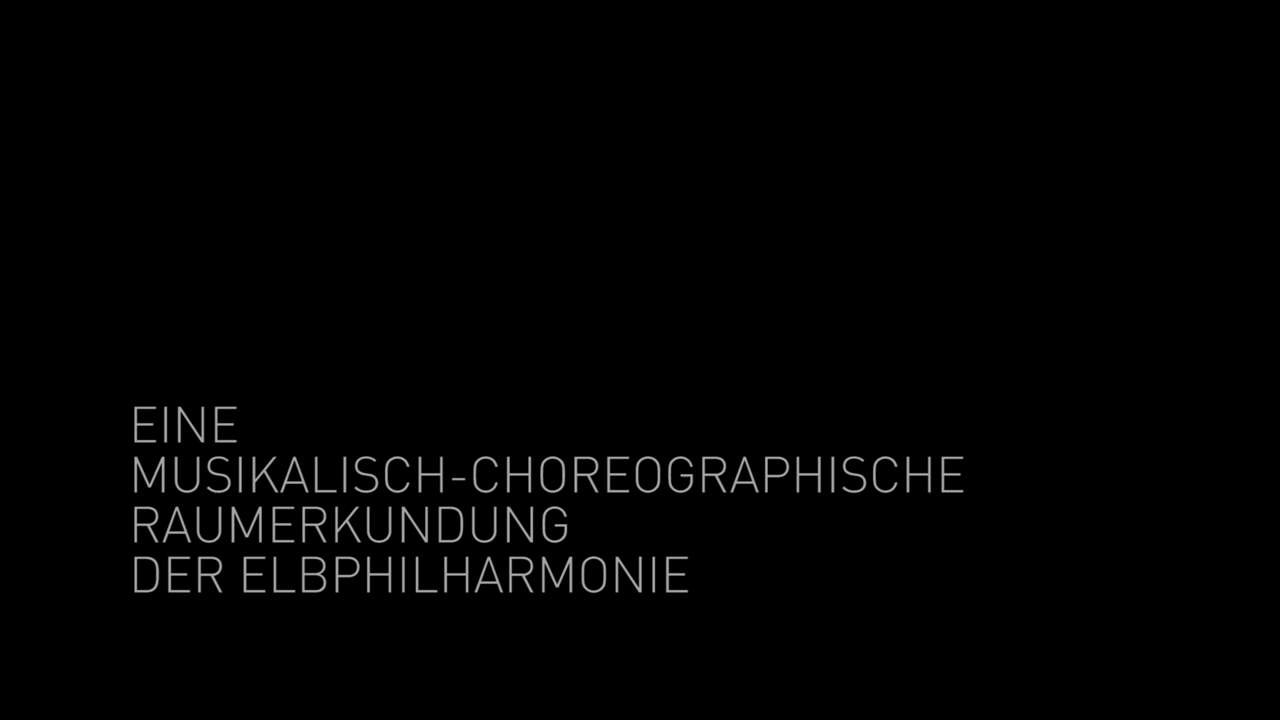 EINE
MUSIKALISCH-CHOREOGRAPHISCHE
RAUMERKUNDUNG
DER ELBPHILHARMONIE